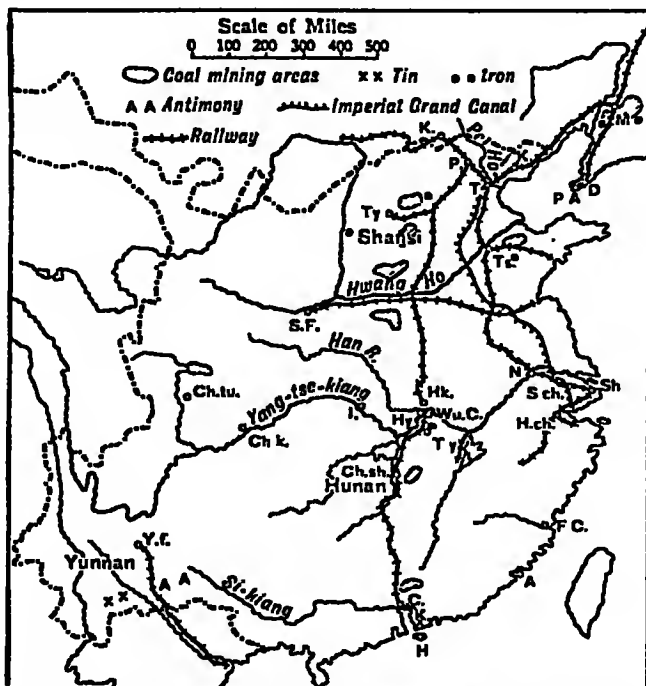 Scale of Miles
0 100 200 300 400 500
Coal mining areas ×× Tin Iron
A A Antimony Imperial Grand Canal
Railway
K.
P.
T.
M
P A D
Ty
Shansi
Ts.
Hwang Ho
S.F.
Han R.
Ch.tu.
Yang-tse-kiang
I.
Hk.
Hy
Wu.C.
N
S ch.
Sh
H.ch.
Ch k.
T y
Ch.sh.
Hunan
F C.
Y.f.
Yunnan
A A
Si-kiang
C.
A
H